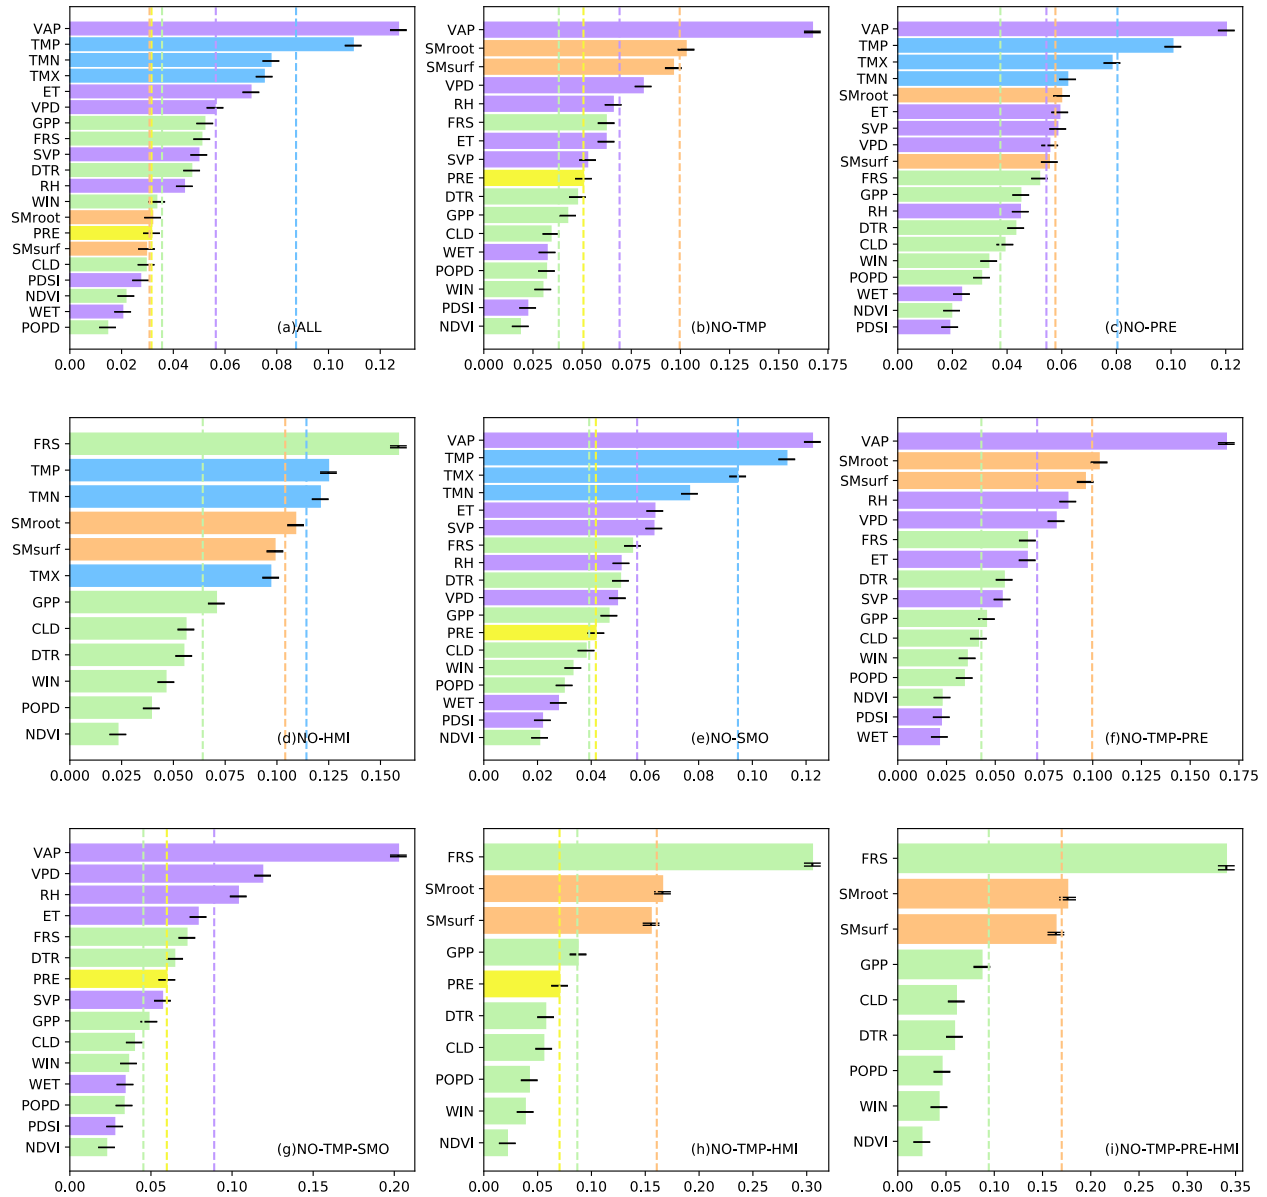 VAP
TMP
TMN
TMX
ET
VPD
GPP
FRS
SVP
DTR
RH
WIN
SMroot
PRE
SMsurf
CLD
PDSI
NDVI
WET
POPD
(a)ALL
0.00 0.02 0.04 0.06 0.08 0.10 0.12
VAP
SMroot
SMsurf
VPD
RH
FRS
ET
SVP
PRE
DTR
GPP
CLD
WET
POPD
WIN
PDSI
NDVI
(b)NO-TMP
0.000 0.025 0.050 0.075 0.100 0.125 0.150 0.175
VAP
TMP
TMX
TMN
SMroot
ET
SVP
VPD
SMsurf
FRS
GPP
RH
DTR
CLD
WIN
POPD
WET
NDVI
PDSI
(c)NO-PRE
0.00 0.02 0.04 0.06 0.08 0.10 0.12
FRS
TMP
TMN
SMroot
SMsurf
TMX
GPP
CLD
DTR
WIN
POPD
NDVI
(d)NO-HMI
0.000 0.025 0.050 0.075 0.100 0.125 0.150
VAP
TMP
TMX
TMN
ET
SVP
FRS
RH
DTR
VPD
GPP
PRE
CLD
WIN
POPD
WET
PDSI
NDVI
(e)NO-SMO
0.00 0.02 0.04 0.06 0.08 0.10 0.12
VAP
SMroot
SMsurf
RH
VPD
FRS
ET
DTR
SVP
GPP
CLD
WIN
POPD
NDVI
PDSI
WET
(f)NO-TMP-PRE
0.000 0.025 0.050 0.075 0.100 0.125 0.150 0.175
VAP
VPD
RH
ET
FRS
DTR
PRE
SVP
GPP
CLD
WIN
WET
POPD
PDSI
NDVI
(g)NO-TMP-SMO
0.00 0.05 0.10 0.15 0.20
FRS
SMroot
SMsurf
GPP
PRE
DTR
CLD
POPD
WIN
NDVI
(h)NO-TMP-HMI
0.00 0.05 0.10 0.15 0.20 0.25 0.30
FRS
SMroot
SMsurf
GPP
CLD
DTR
POPD
WIN
NDVI
(i)NO-TMP-PRE-HMI
0.00 0.05 0.10 0.15 0.20 0.25 0.30 0.35